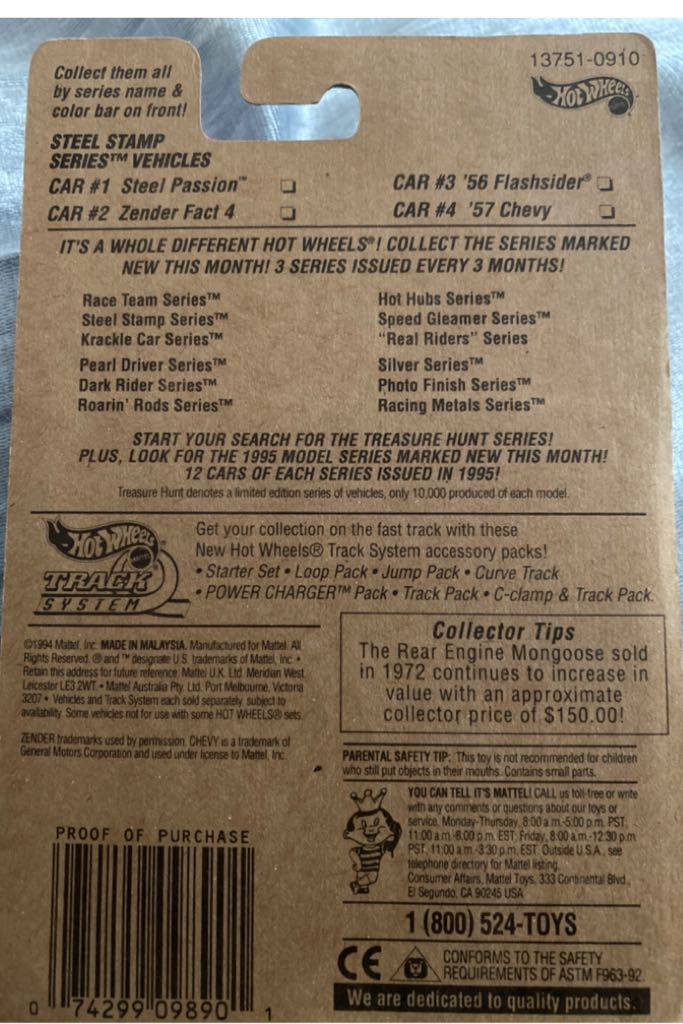 Collect them all
by series name &
color bar on front!
13751-0910
HOT WHEELS
STEEL STAMP
SERIES™ VEHICLES
CAR #1 Steel Passion™ ❏
CAR #2 Zender Fact 4 ❏
CAR #3 '56 Flashsider® ❏
CAR #4 '57 Chevy ❏
IT'S A WHOLE DIFFERENT HOT WHEELS®! COLLECT THE SERIES MARKED
NEW THIS MONTH! 3 SERIES ISSUED EVERY 3 MONTHS!
Race Team Series™
Steel Stamp Series™
Krackle Car Series™
Pearl Driver Series™
Dark Rider Series™
Roarin' Rods Series™
Hot Hubs Series™
Speed Gleamer Series™
"Real Riders" Series
Silver Series™
Photo Finish Series™
Racing Metals Series™
START YOUR SEARCH FOR THE TREASURE HUNT SERIES!
PLUS, LOOK FOR THE 1995 MODEL SERIES MARKED NEW THIS MONTH!
12 CARS OF EACH SERIES ISSUED IN 1995!
Treasure Hunt denotes a limited edition series of vehicles, only 10,000 produced of each model.
HOT WHEELS
TRACK
SYSTEM
Get your collection on the fast track with these
New Hot Wheels® Track System accessory packs!
• Starter Set • Loop Pack • Jump Pack • Curve Track
• POWER CHARGER™ Pack • Track Pack • C-clamp & Track Pack.
©1994 Mattel, Inc. MADE IN MALAYSIA. Manufactured for Mattel. All
Rights Reserved. ® and ™ designate U.S. trademarks of Mattel, Inc. •
Retain this address for future reference: Mattel U.K. Ltd. Meridian West
Leicester LE3 2WT. • Mattel Australia Pty. Ltd. Port Melbourne, Victoria
3207 • Vehicles and Track System each sold separately subject to
availability. Some vehicles not for use with some HOT WHEELS® sets.
ZENDER trademarks used by permission. CHEVY is a trademark of
General Motors Corporation and used under license to Mattel, Inc.
Collector Tips
The Rear Engine Mongoose sold
in 1972 continues to increase in
value with an approximate
collector price of $150.00!
PARENTAL SAFETY TIP: This toy is not recommended for children
who still put objects in their mouths. Contains small parts.
YOU CAN TELL IT'S MATTEL! CALL us toll-free or write
with any comments or questions about our toys or
service. Monday-Thursday, 8:00 a.m.-5:00 p.m. PST,
11:00 a.m.-8:00 p.m. EST; Friday, 8:00 a.m.-12:30 p.m.
PST, 11:00 a.m.-3:30 p.m. EST. Outside U.S.A., see
telephone directory for Mattel listing.
Consumer Affairs, Mattel Toys, 333 Continental Blvd.,
El Segundo, CA 90245 USA
1 (800) 524-TOYS
CE
CONFORMS TO THE SAFETY
REQUIREMENTS OF ASTM F963-92.
We are dedicated to quality products.
PROOF OF PURCHASE
0 74299 09890 1